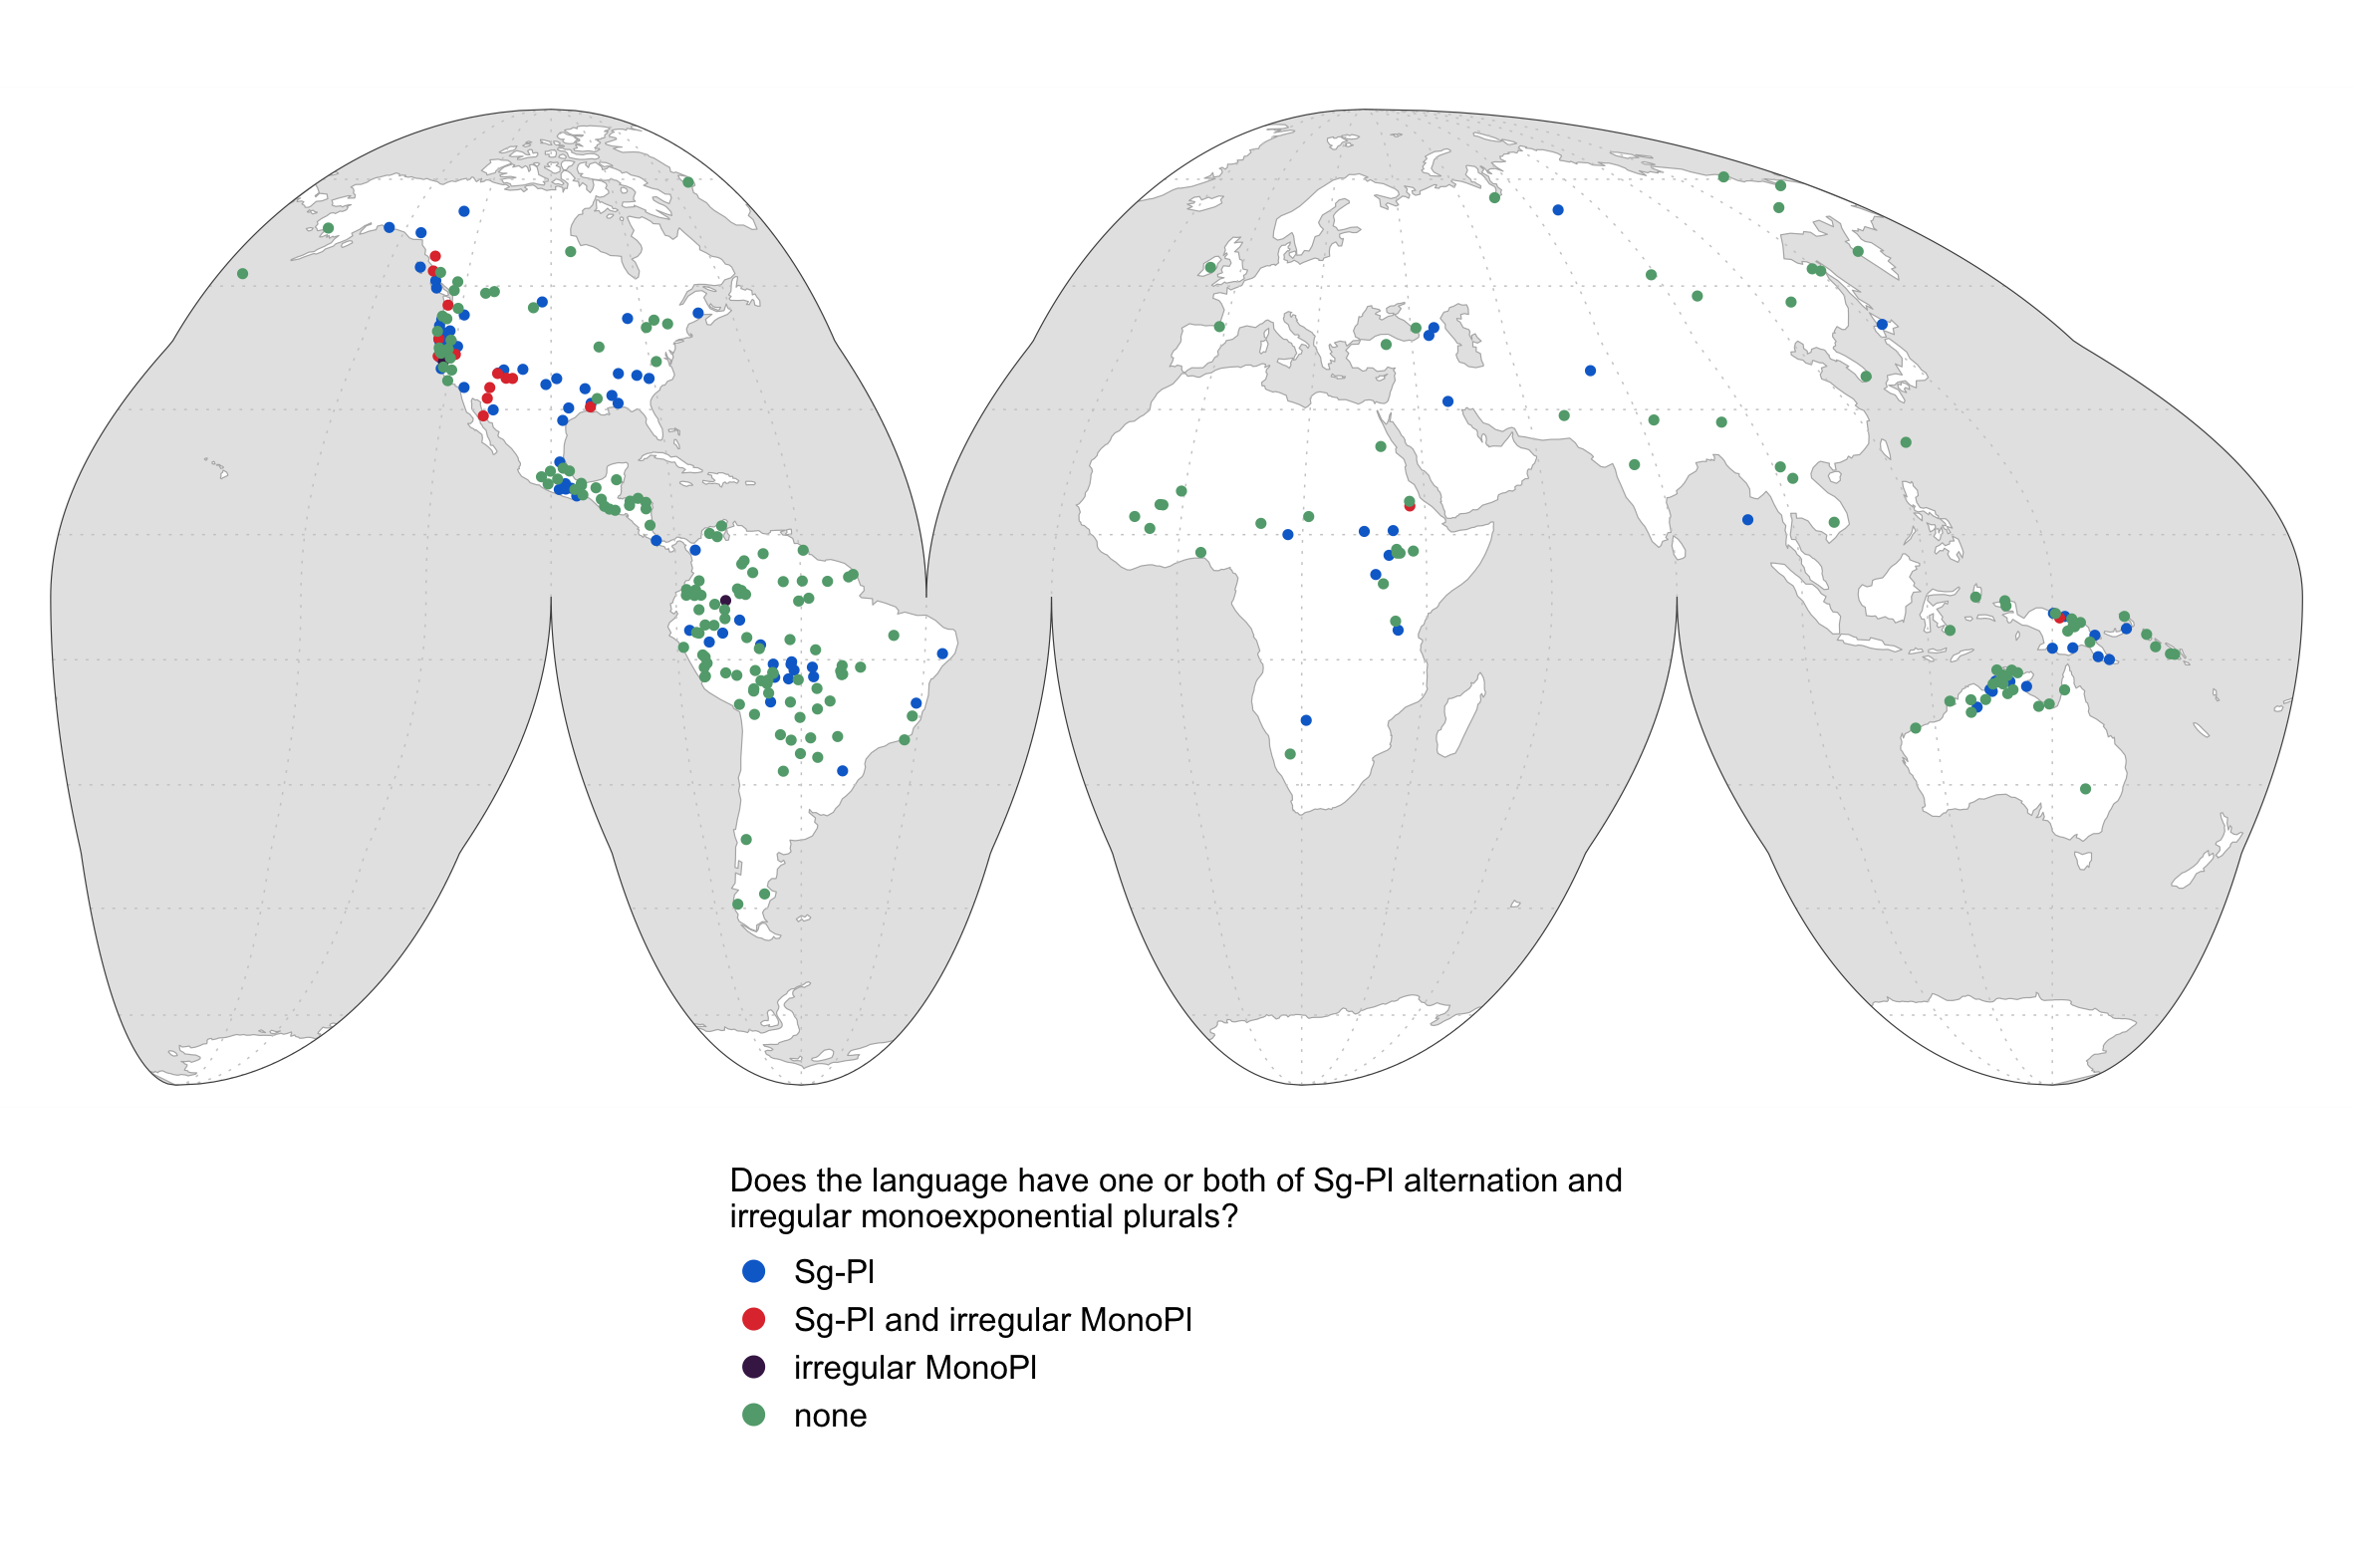 Does the language have one or both of Sg-Pl alternation and
irregular monoexponential plurals?
Sg-Pl
Sg-Pl and irregular MonoPl
irregular MonoPl
none